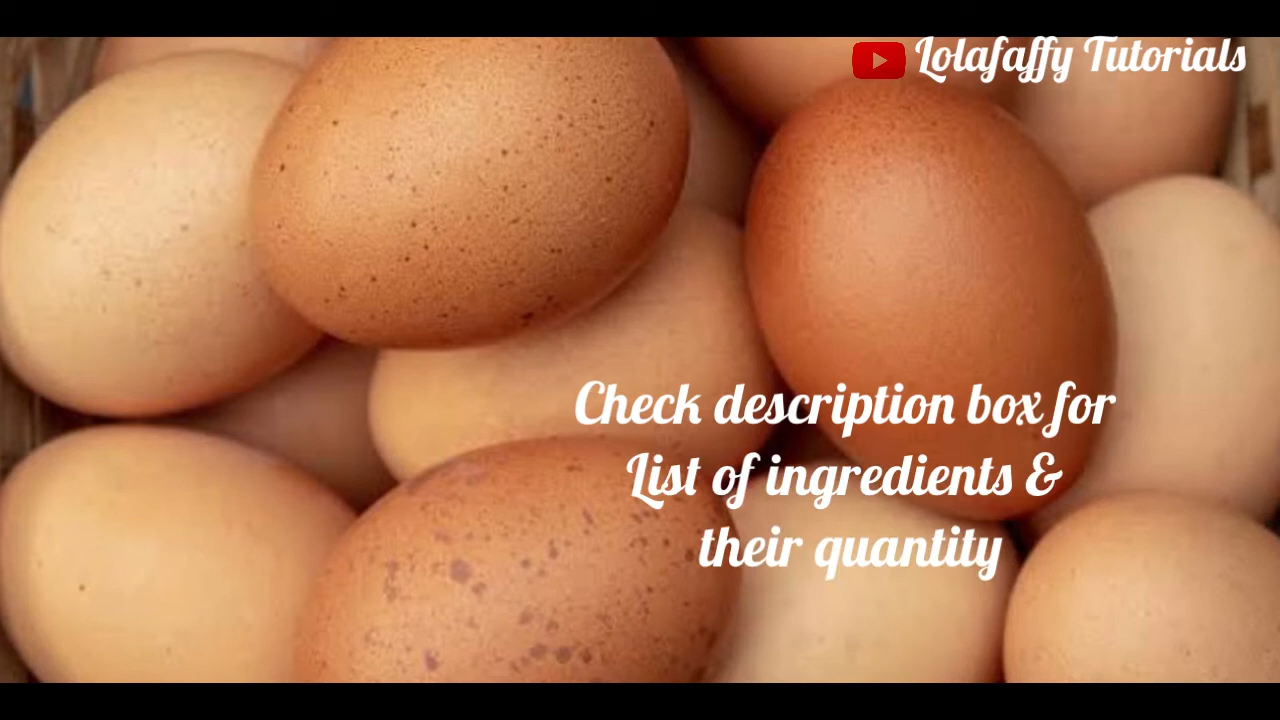 Lolafaffy Tutorials
Check description box for
List of ingredients &
their quantity